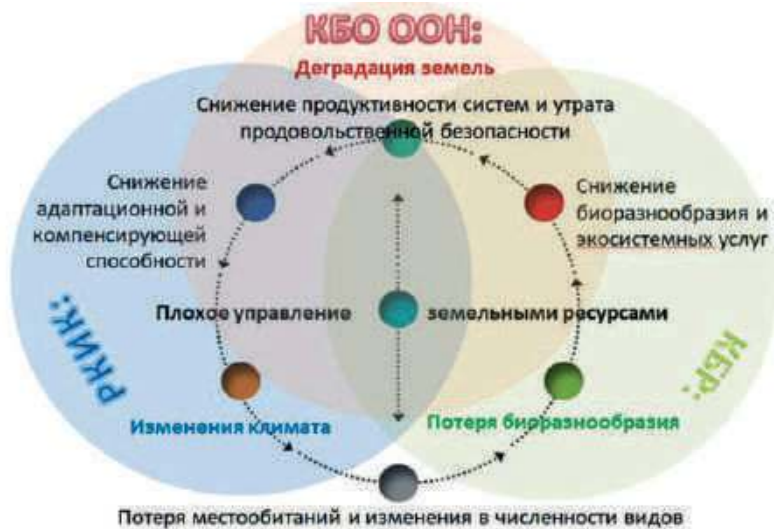 КБО ООН:
Деградация земель
Снижение продуктивности систем и утрата
продовольственной безопасности
Снижение
адаптационной и
компенсирующей
способности
Снижение
биоразнообразия и
экосистемных услуг
Плохое управление земельными ресурсами
РКИК:
КБР:
Изменения климата
Потеря биоразнообразия
Потеря местообитаний и изменения в численности видов